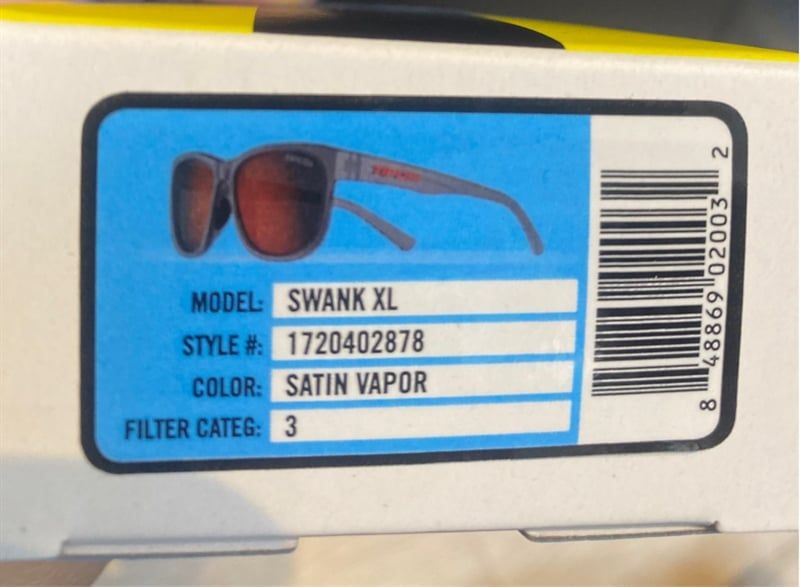 MODEL: SWANK XL
STYLE #: 1720402878
COLOR: SATIN VAPOR
FILTER CATEG: 3
8 48869 02003 2